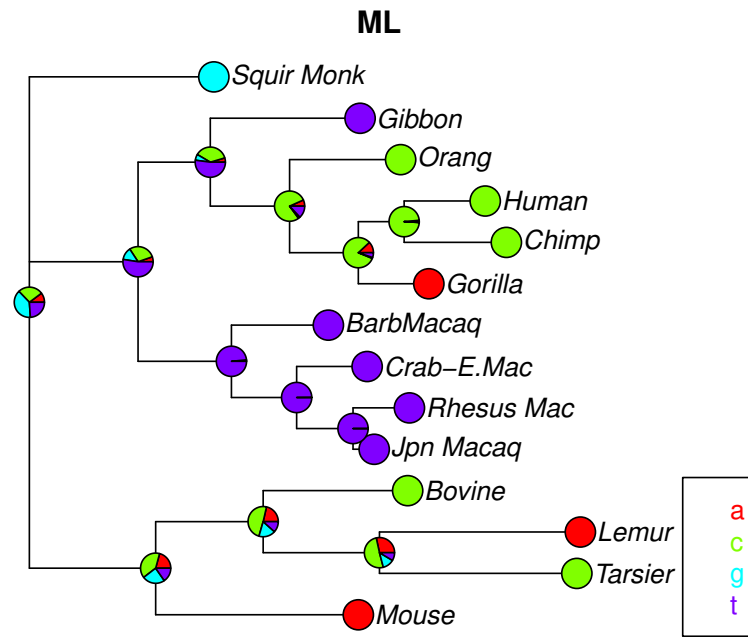 ML
Squir Monk
Gibbon
Orang
Human
Chimp
Gorilla
BarbMacaq
Crab−E.Mac
Rhesus Mac
Jpn Macaq
Bovine
Lemur
Tarsier
Mouse
a
c
g
t